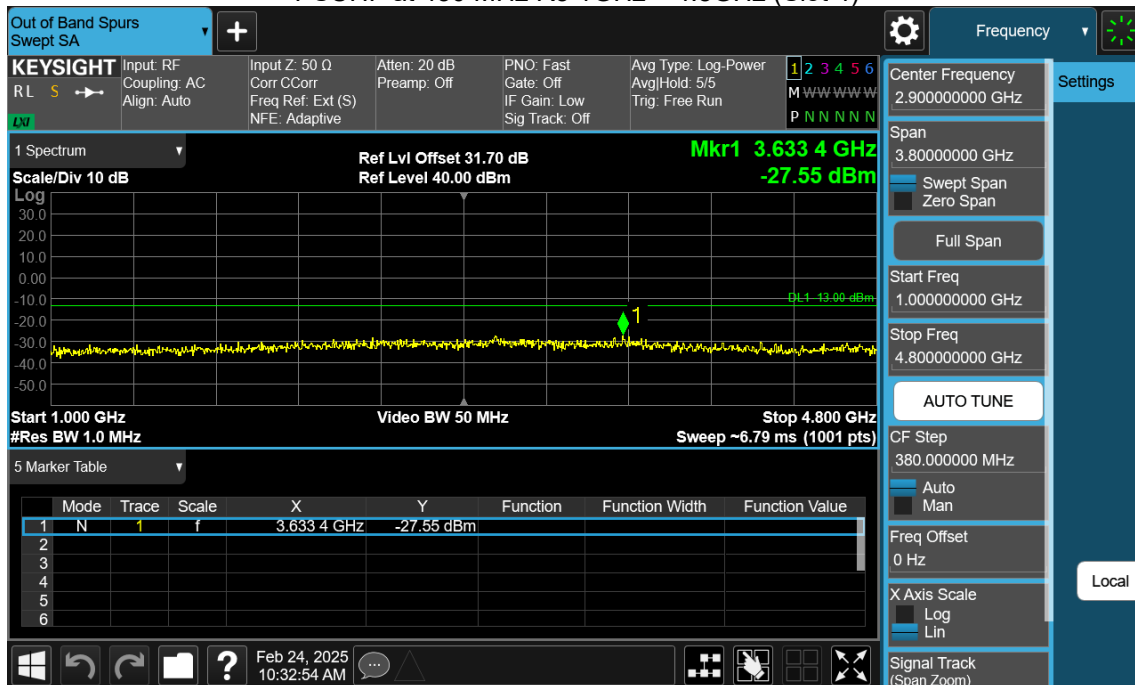 Out of Band Spurs
Swept SA
Frequency
KEYSIGHT
R L S
LXI
Input: RF
Coupling: AC
Align: Auto
Input Z: 50 Ω
Corr CCorr
Freq Ref: Ext (S)
NFE: Adaptive
Atten: 20 dB
Preamp: Off
PNO: Fast
Gate: Off
IF Gain: Low
Sig Track: Off
Avg Type: Log-Power
Avg|Hold: 5/5
Trig: Free Run
1 2 3 4 5 6
M W W W W W
P N N N N N
1 Spectrum
Scale/Div 10 dB
Ref Lvl Offset 31.70 dB
Ref Level 40.00 dBm
Mkr1 3.633 4 GHz
-27.55 dBm
Log
30.0
20.0
10.0
0.00
-10.0
-20.0
-30.0
-40.0
-50.0
DL1 -13.00 dBm
1
Start 1.000 GHz
#Res BW 1.0 MHz
Video BW 50 MHz
Stop 4.800 GHz
Sweep ~6.79 ms (1001 pts)
5 Marker Table
Mode Trace Scale X Y Function Function Width Function Value
1 N 1 f 3.633 4 GHz -27.55 dBm
2
3
4
5
6
Center Frequency
2.900000000 GHz
Span
3.80000000 GHz
Swept Span
Zero Span
Full Span
Start Freq
1.000000000 GHz
Stop Freq
4.800000000 GHz
AUTO TUNE
CF Step
380.000000 MHz
Auto
Man
Freq Offset
0 Hz
X Axis Scale
Log
Lin
Signal Track
(Span Zoom)
Settings
Local
?
Feb 24, 2025
10:32:54 AM